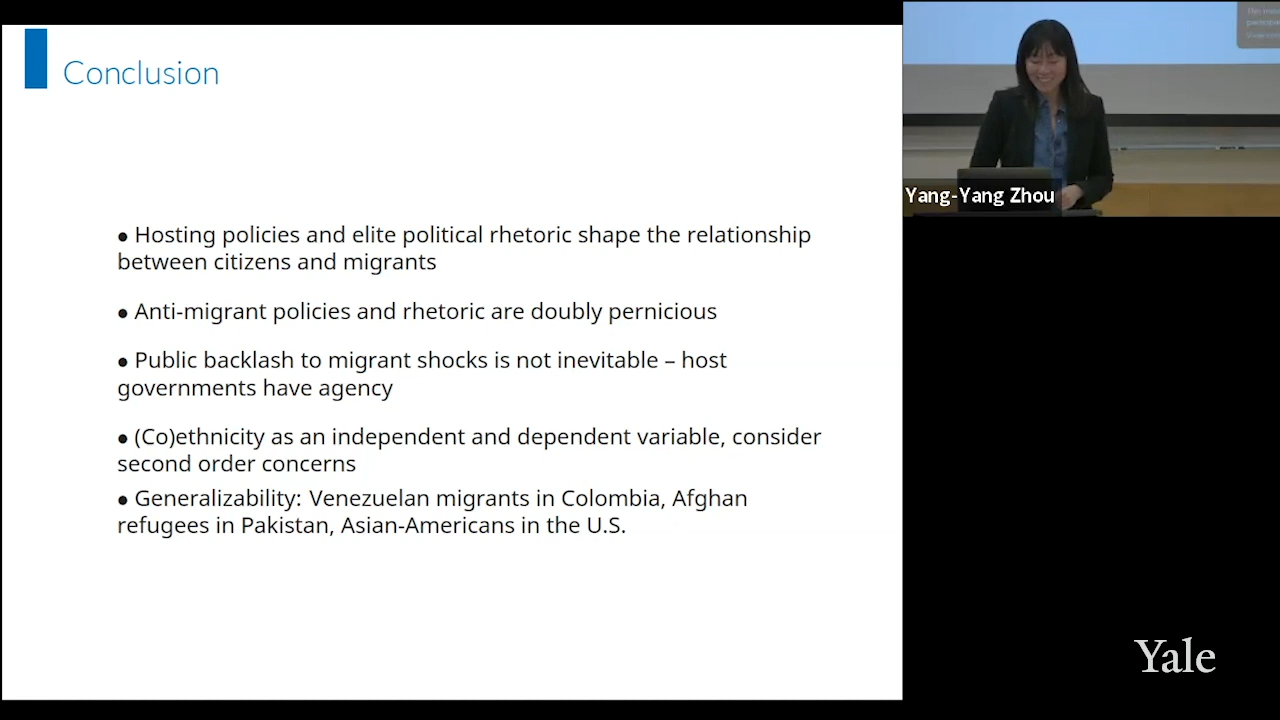 Conclusion
● Hosting policies and elite political rhetoric shape the relationship
between citizens and migrants
● Anti-migrant policies and rhetoric are doubly pernicious
● Public backlash to migrant shocks is not inevitable – host
governments have agency
● (Co)ethnicity as an independent and dependent variable, consider
second order concerns
● Generalizability: Venezuelan migrants in Colombia, Afghan
refugees in Pakistan, Asian-Americans in the U.S.
Yang-Yang Zhou
Yale